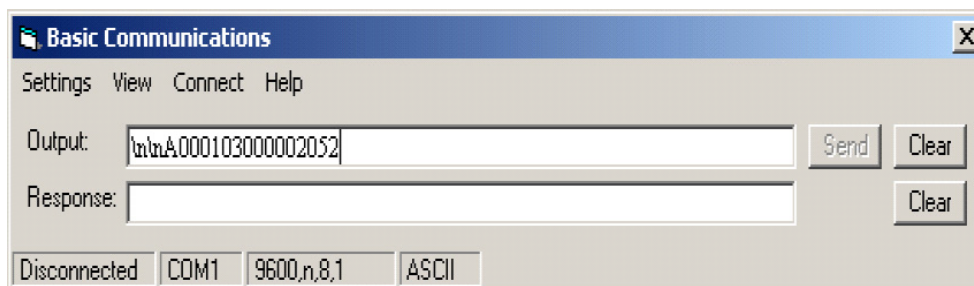 Basic Communications
Settings View Connect Help
Output: \n\nA000103000002052 Send Clear
Response: Clear
Disconnected COM1 9600,n,8,1 ASCII